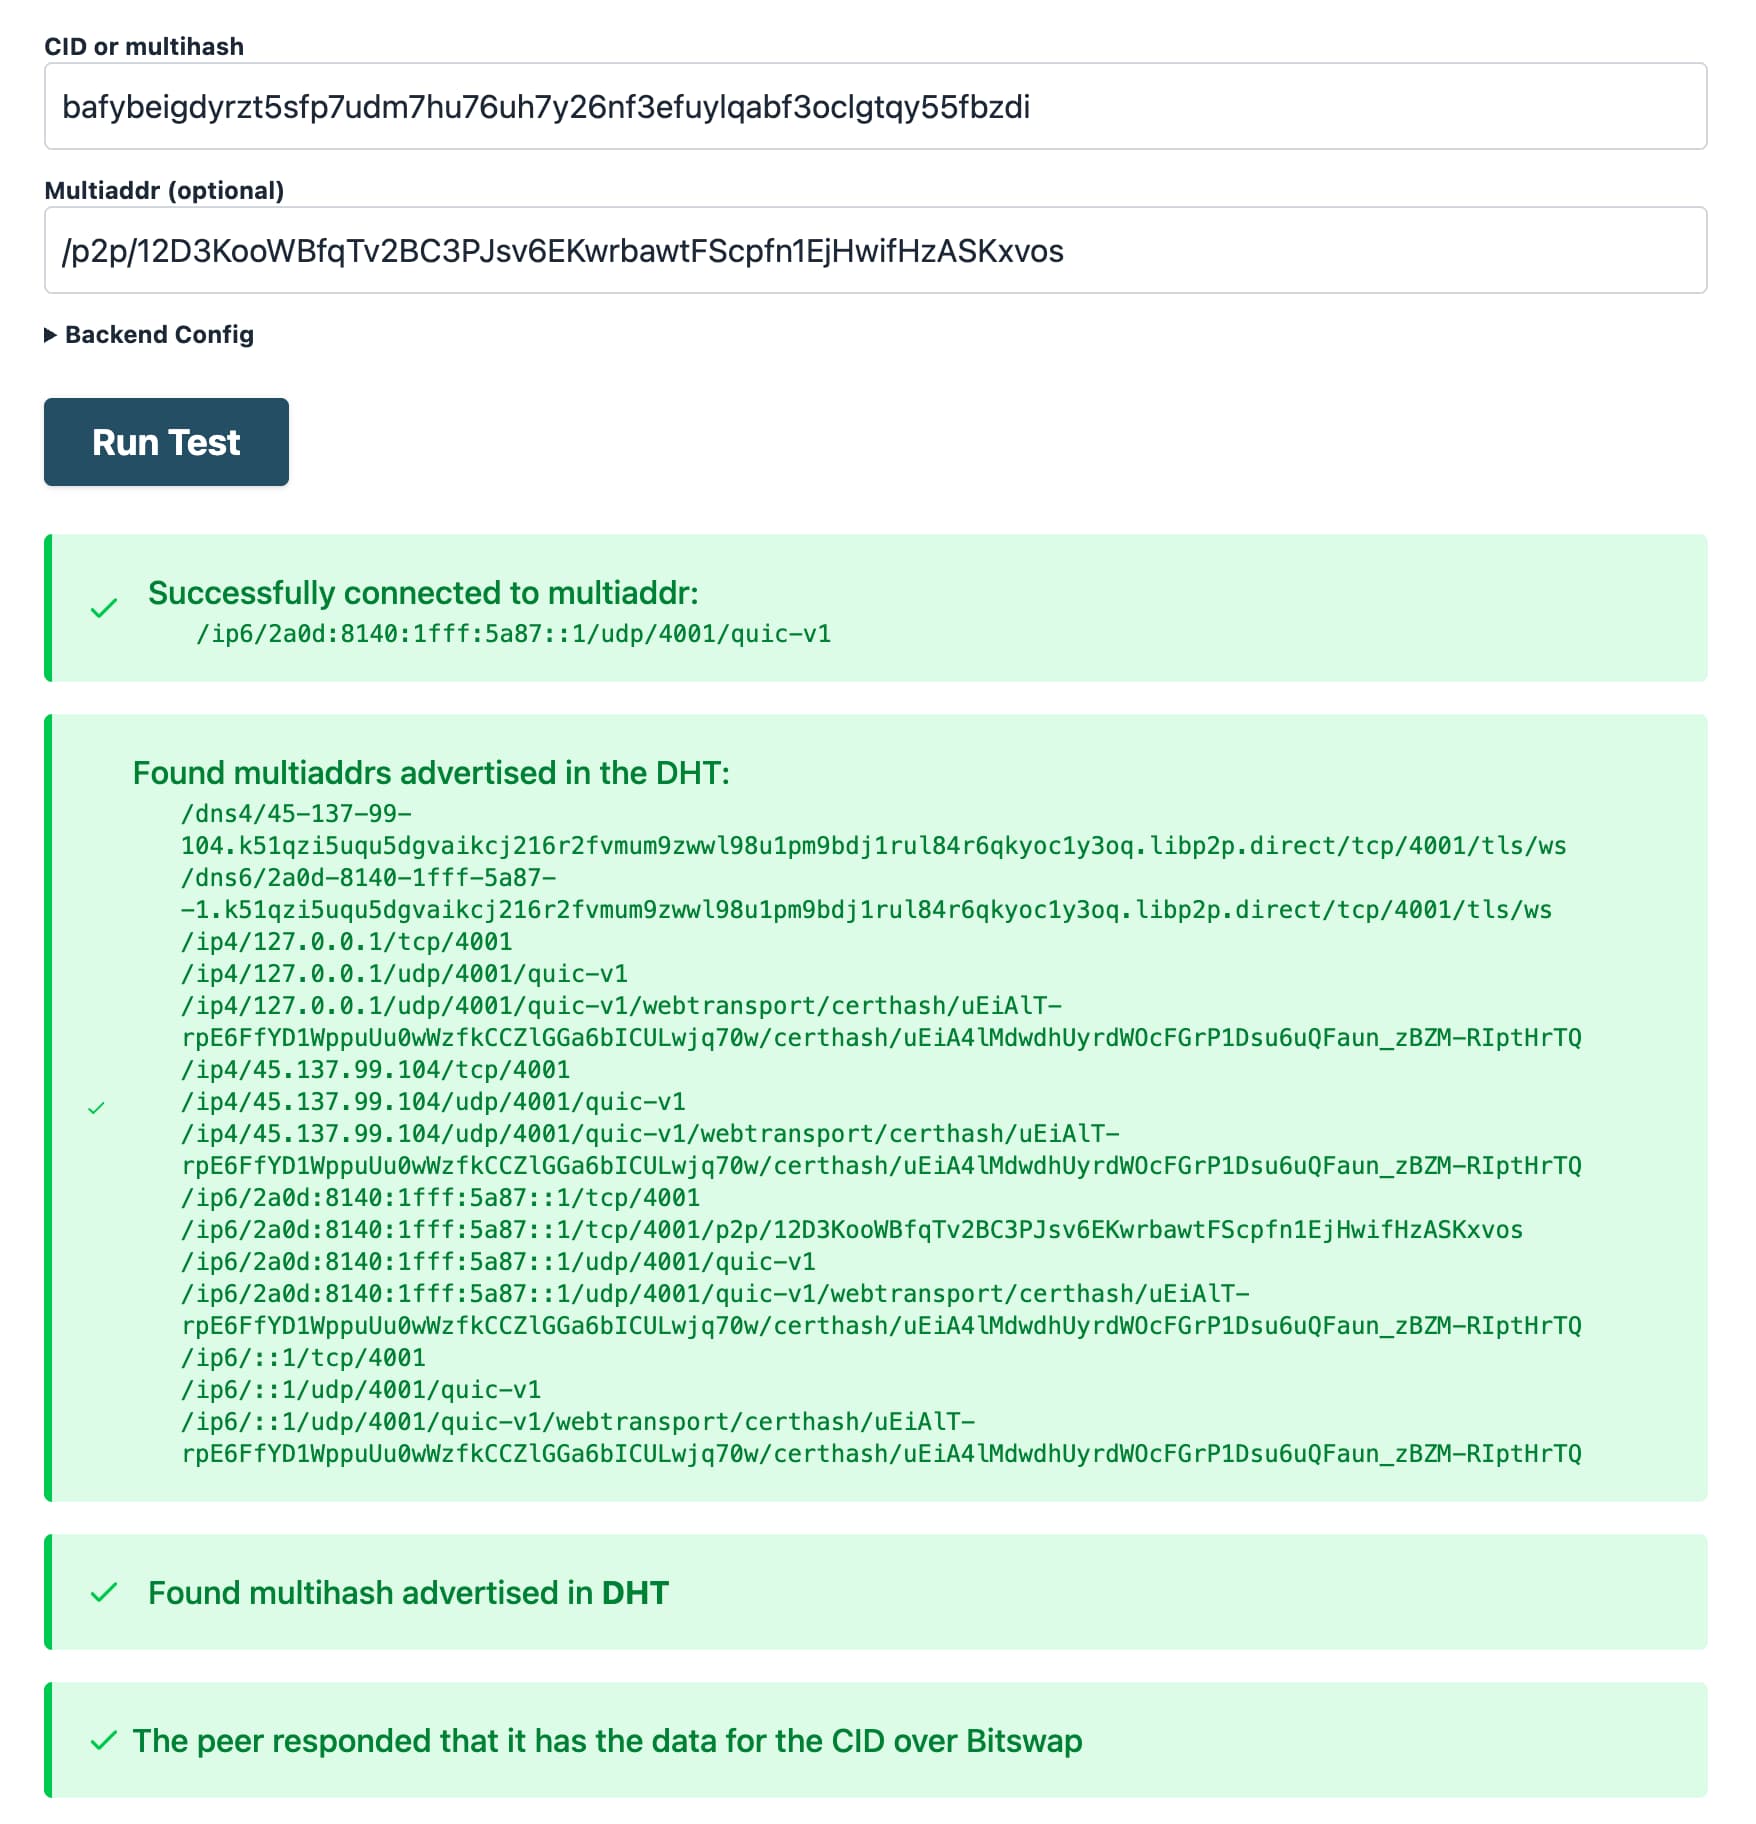 CID or multihash
bafybeigdyrzt5sfp7udm7hu76uh7y26nf3efuylqabf3oclgtqy55fbzdi
Multiaddr (optional)
/p2p/12D3KooWBfqTv2BC3PJsv6EKwrbawtFScpfn1EjHwifHzASKxvos
Backend Config
Run Test
Successfully connected to multiaddr:
/ip6/2a0d:8140:1fff:5a87::1/udp/4001/quic-v1
Found multiaddrs advertised in the DHT:
/dns4/45-137-99-
104.k51qzi5uqu5dgvaikcj216r2fvmum9zwwl98u1pm9bdj1rul84r6qkyoc1y3oq.libp2p.direct/tcp/4001/tls/ws
/dns6/2a0d-8140-1fff-5a87-
-1.k51qzi5uqu5dgvaikcj216r2fvmum9zwwl98u1pm9bdj1rul84r6qkyoc1y3oq.libp2p.direct/tcp/4001/tls/ws
/ip4/127.0.0.1/tcp/4001
/ip4/127.0.0.1/udp/4001/quic-v1
/ip4/127.0.0.1/udp/4001/quic-v1/webtransport/certhash/uEiAlT-
rpE6FfYD1WppuUu0wWzfkCCZlGGa6bICULwjq70w/certhash/uEiA4lMdwdhUyrdWOcFGrP1Dsu6uQFaun_zBZM-RIptHrTQ
/ip4/45.137.99.104/tcp/4001
/ip4/45.137.99.104/udp/4001/quic-v1
/ip4/45.137.99.104/udp/4001/quic-v1/webtransport/certhash/uEiAlT-
rpE6FfYD1WppuUu0wWzfkCCZlGGa6bICULwjq70w/certhash/uEiA4lMdwdhUyrdWOcFGrP1Dsu6uQFaun_zBZM-RIptHrTQ
/ip6/2a0d:8140:1fff:5a87::1/tcp/4001
/ip6/2a0d:8140:1fff:5a87::1/tcp/4001/p2p/12D3KooWBfqTv2BC3PJsv6EKwrbawtFScpfn1EjHwifHzASKxvos
/ip6/2a0d:8140:1fff:5a87::1/udp/4001/quic-v1
/ip6/2a0d:8140:1fff:5a87::1/udp/4001/quic-v1/webtransport/certhash/uEiAlT-
rpE6FfYD1WppuUu0wWzfkCCZlGGa6bICULwjq70w/certhash/uEiA4lMdwdhUyrdWOcFGrP1Dsu6uQFaun_zBZM-RIptHrTQ
/ip6/::1/tcp/4001
/ip6/::1/udp/4001/quic-v1
/ip6/::1/udp/4001/quic-v1/webtransport/certhash/uEiAlT-
rpE6FfYD1WppuUu0wWzfkCCZlGGa6bICULwjq70w/certhash/uEiA4lMdwdhUyrdWOcFGrP1Dsu6uQFaun_zBZM-RIptHrTQ
Found multihash advertised in DHT
The peer responded that it has the data for the CID over Bitswap